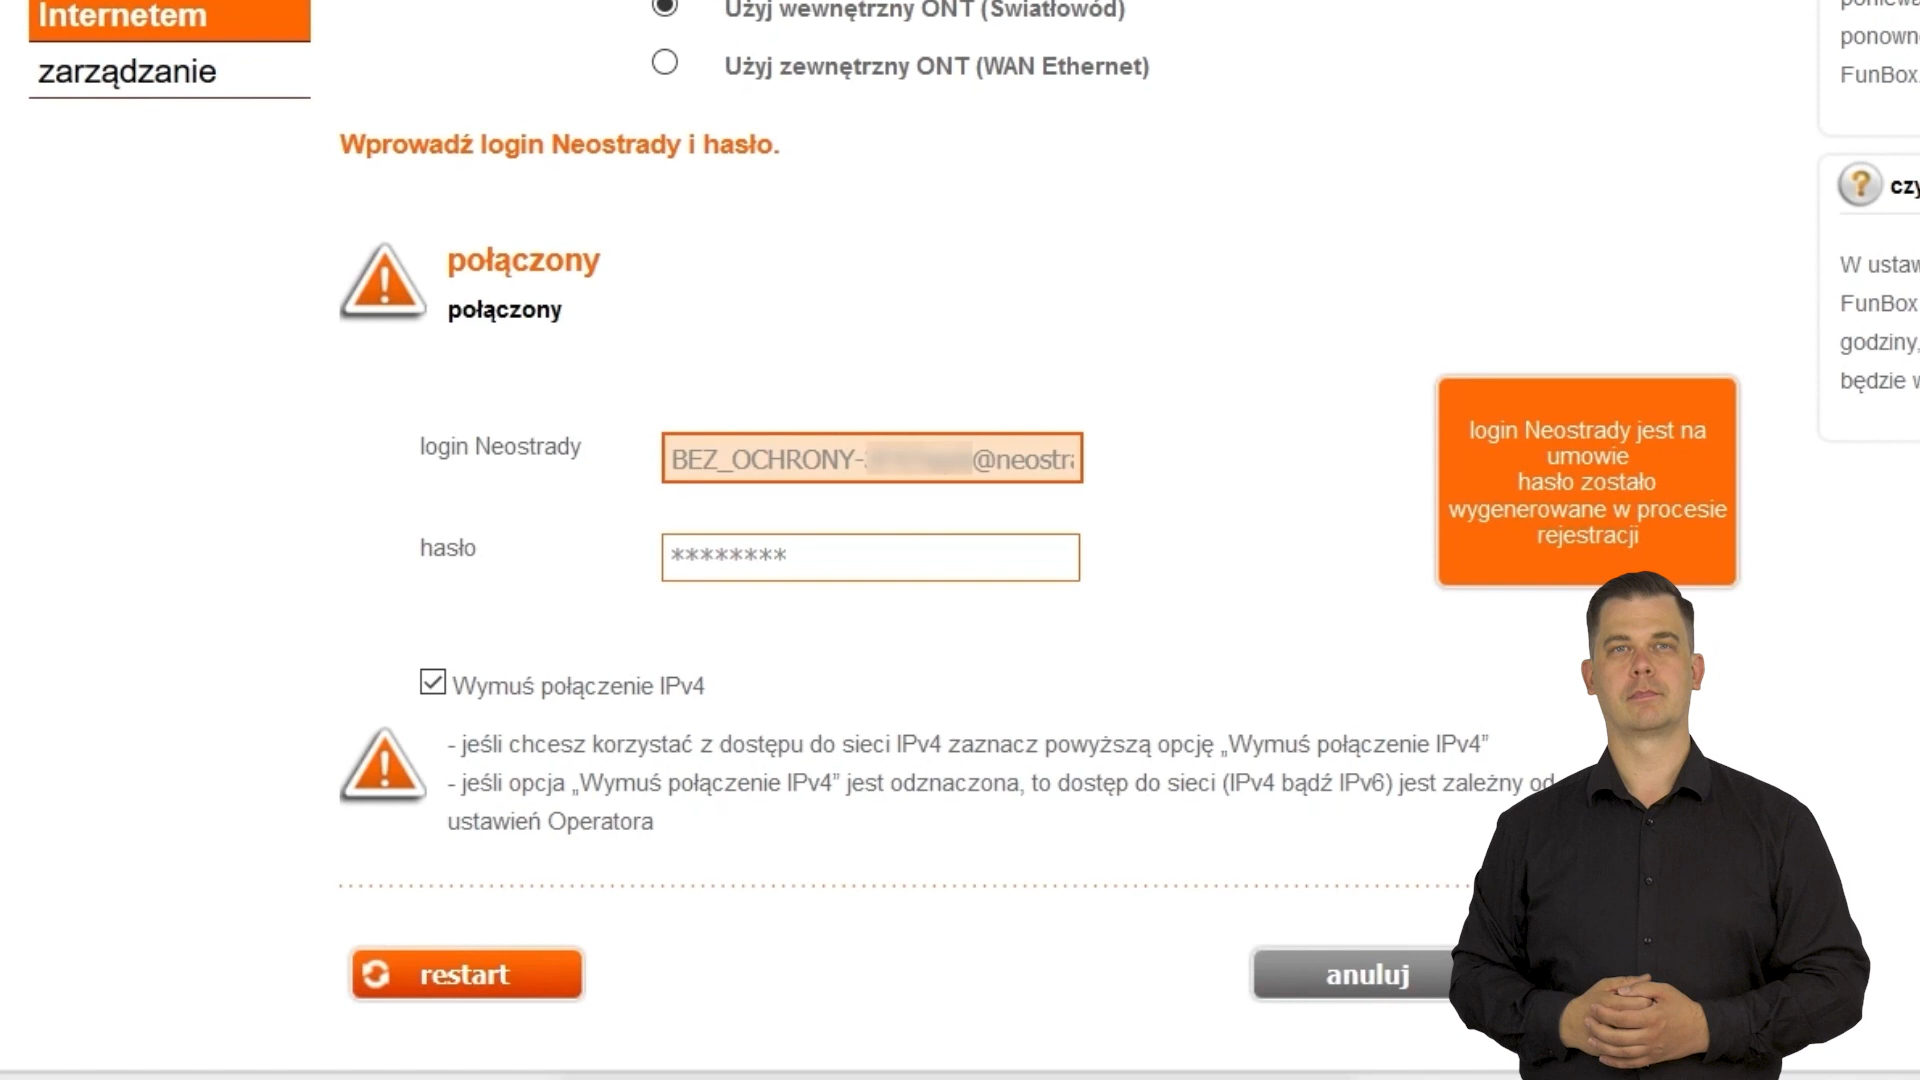 Internetem
zarządzanie
Użyj wewnętrzny ONT (Światłowód)
Użyj zewnętrzny ONT (WAN Ethernet)
Wprowadź login Neostrady i hasło.
połączony
połączony
login Neostrady
BEZ_OCHRONY-
@neostr
hasło
********
login Neostrady jest na
umowie
hasło zostało
wygenerowane w procesie
rejestracji
Wymuś połączenie IPv4
- jeśli chcesz korzystać z dostępu do sieci IPv4 zaznacz powyższą opcję „Wymuś połączenie IPv4”
- jeśli opcja „Wymuś połączenie IPv4” jest odznaczona, to dostęp do sieci (IPv4 bądź IPv6) jest zależny od
ustawień Operatora
restart
anuluj
ponown
FunBox
czy
W ustaw
FunBox
godziny,
będzie w